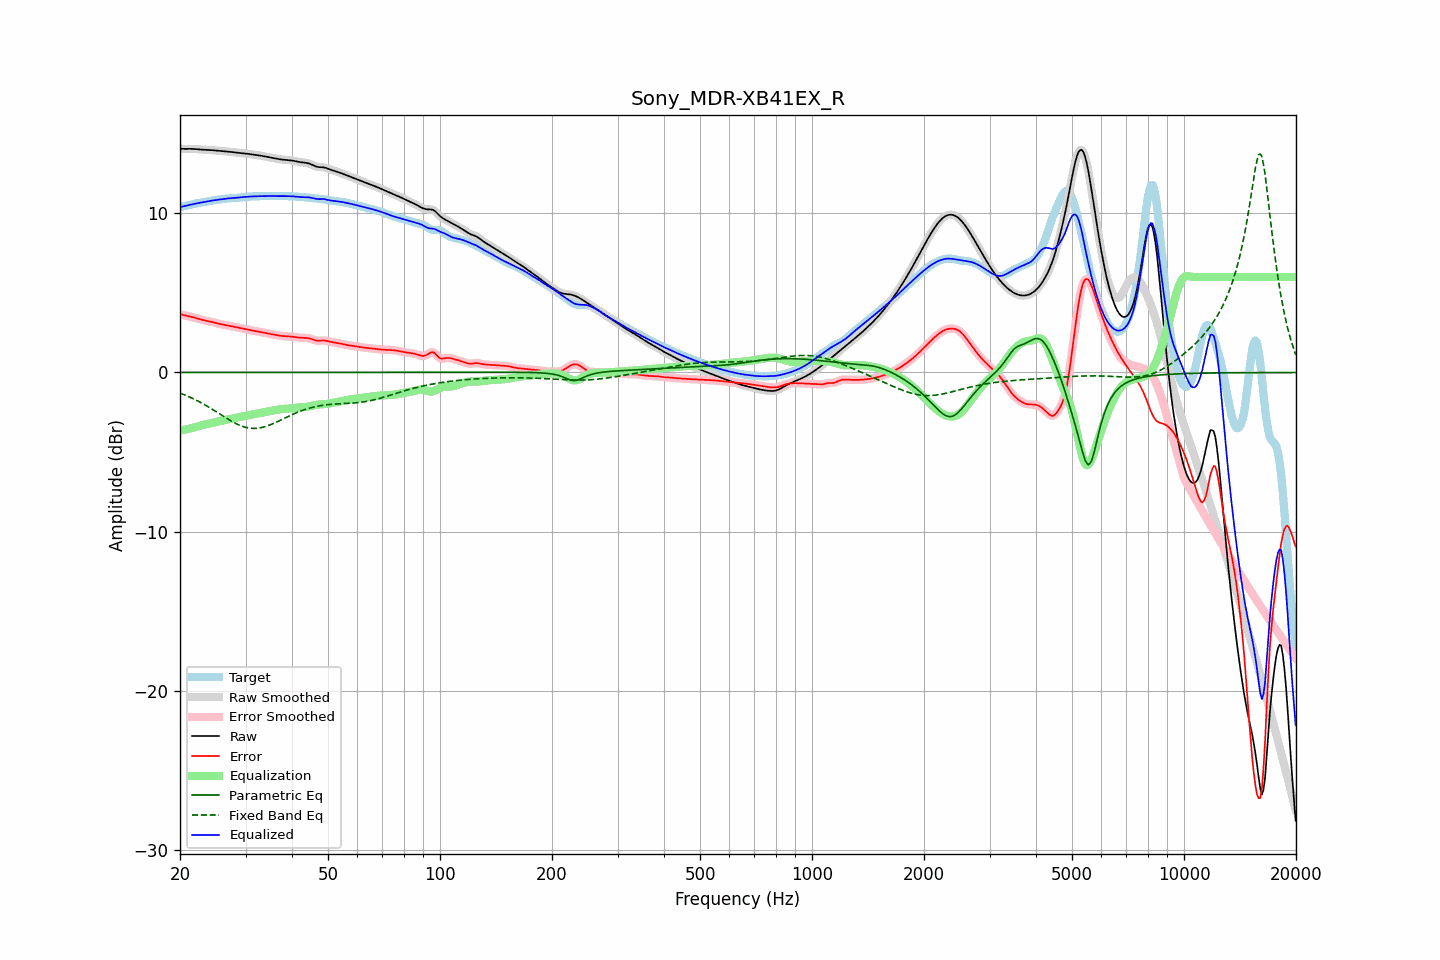 Sony_MDR-XB41EX_R
Amplitude (dBr)
10
0
−10
−20
−30
Target
Raw Smoothed
Error Smoothed
Raw
Error
Equalization
Parametric Eq
Fixed Band Eq
Equalized
20 50 100 200 500 1000 2000 5000 10000 20000
Frequency (Hz)